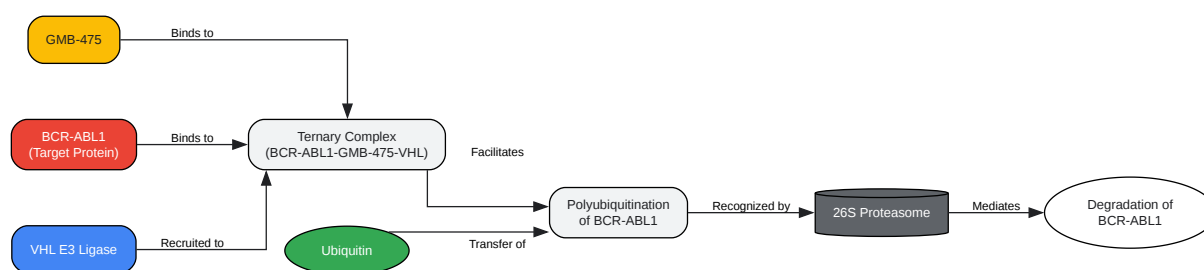 GMB-475
Binds to
BCR-ABL1
(Target Protein)
Binds to
Ternary Complex
(BCR-ABL1-GMB-475-VHL)
Facilitates
VHL E3 Ligase
Recruited to
Ubiquitin
Transfer of
Polyubiquitination
of BCR-ABL1
Recognized by
26S Proteasome
Mediates
Degradation of
BCR-ABL1